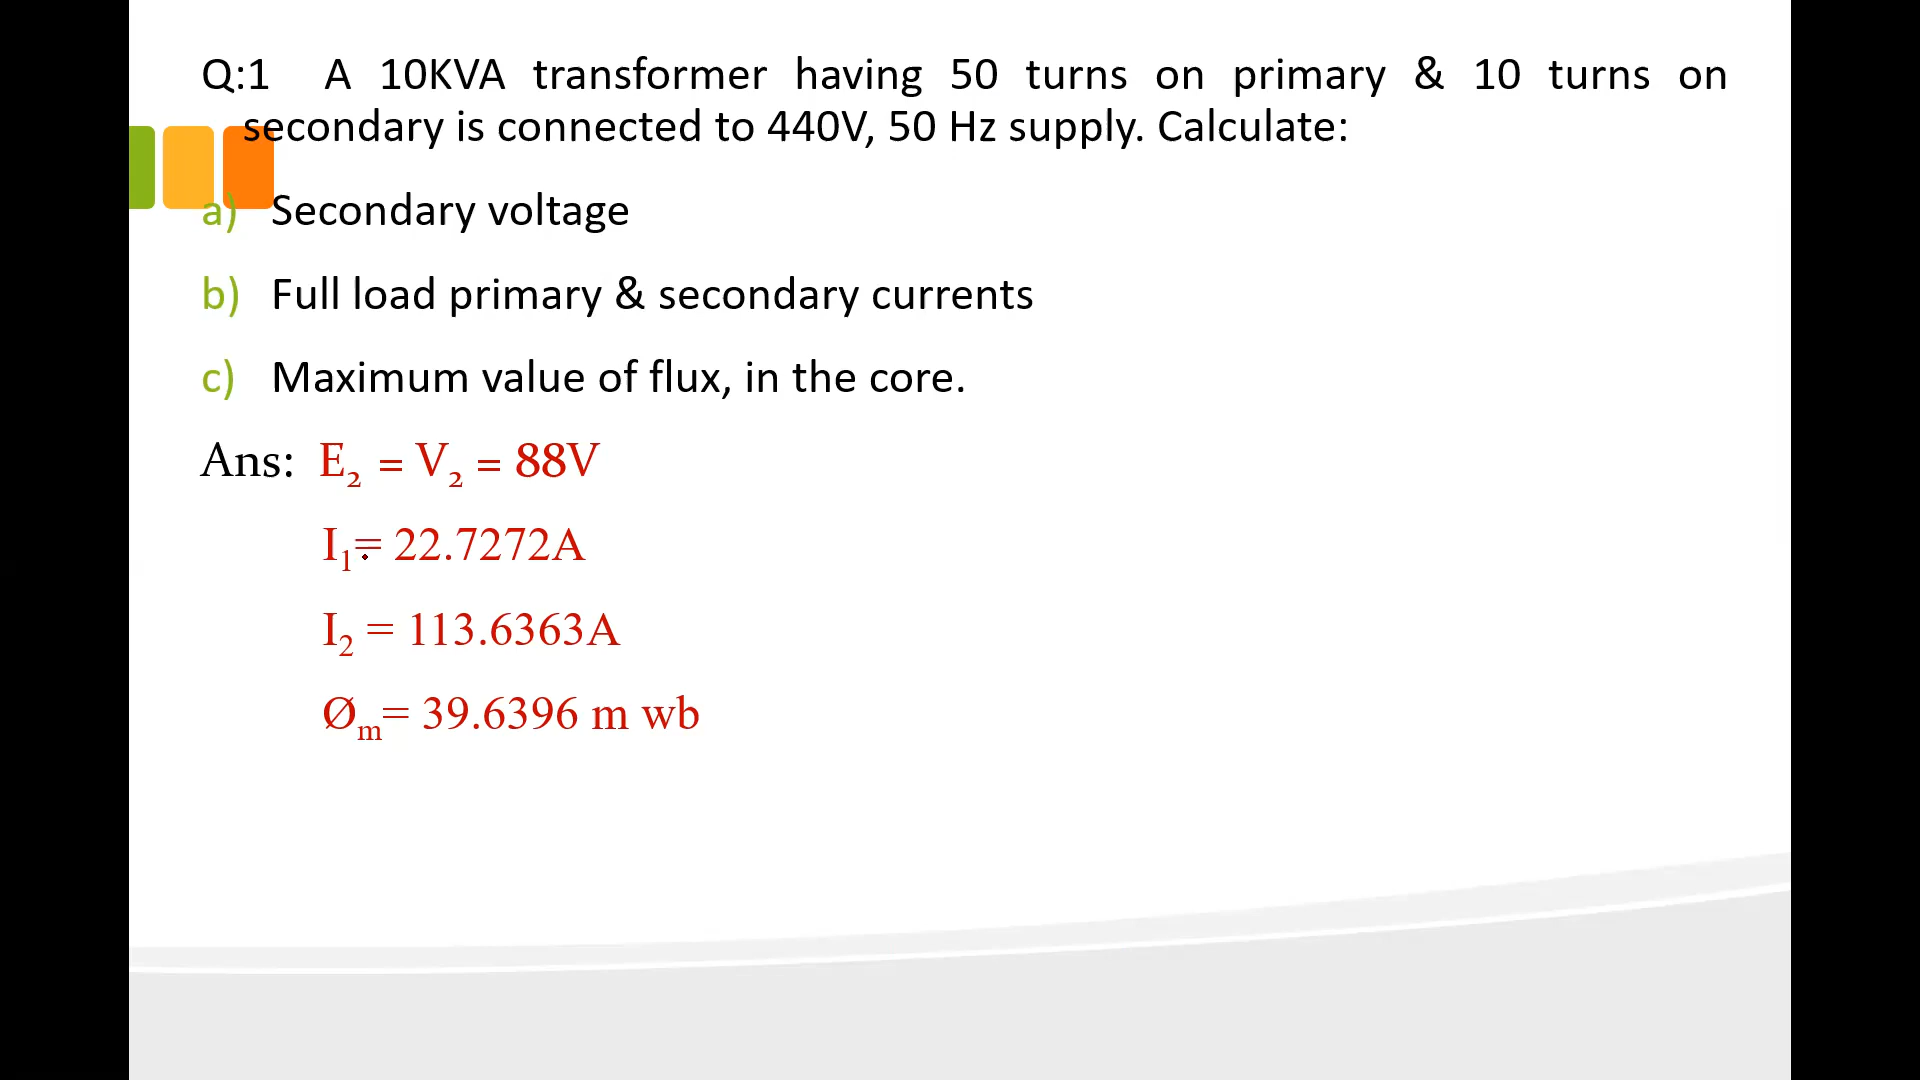 Q:1 A 10KVA transformer having 50 turns on primary & 10 turns on
secondary is connected to 440V, 50 Hz supply. Calculate:
a) Secondary voltage
b) Full load primary & secondary currents
c) Maximum value of flux, in the core.
Ans: E₂ = V₂ = 88V
I₁= 22.7272A
I₂ = 113.6363A
Øₘ= 39.6396 m wb